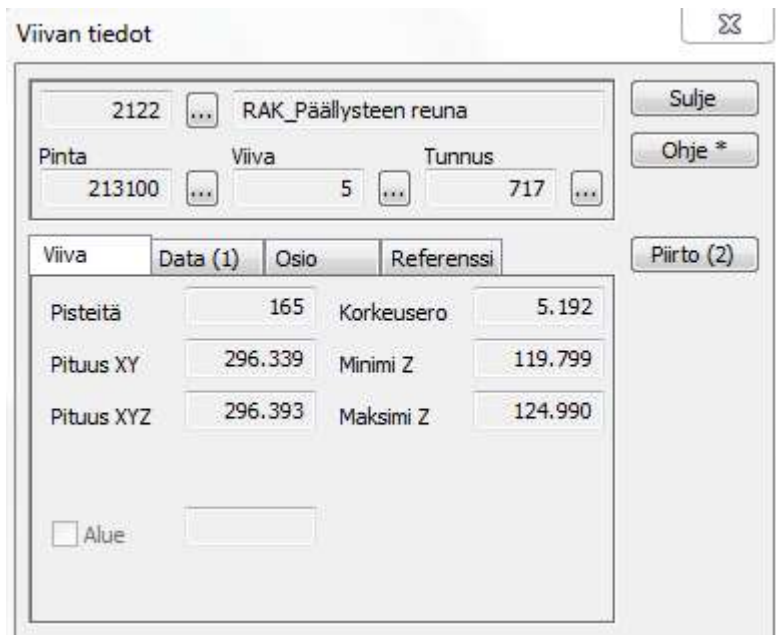 Viivan tiedot
2122 ... RAK_Päällysteen reuna
Sulje
Pinta Viiva Tunnus
Ohje *
213100 ... 5 ... 717 ...
Viiva Data (1) Osio Referenssi
Piirto (2)
Pisteitä 165 Korkeusero 5.192
Pituus XY 296.339 Minimi Z 119.799
Pituus XYZ 296.393 Maksimi Z 124.990
Alue